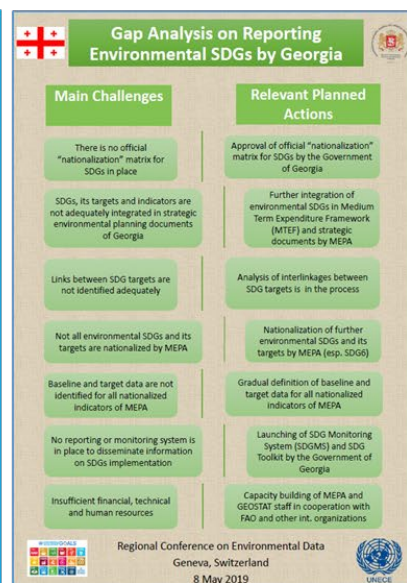 Gap Analysis on Reporting
Environmental SDGs by Georgia
Main Challenges
Relevant Planned
Actions
There is no official
"nationalization" matrix for
SDGs in place
Approval of official "nationalization"
matrix for SDGs by the Government
of Georgia
SDGs, its targets and indicators are
not adequately integrated in strategic
environmental planning documents
of Georgia
Further integration of
environmental SDGs in Medium
Term Expenditure Framework
(MTEF) and strategic
documents by MEPA
Links between SDG targets are
not identified adequately
Analysis of interlinkages between
SDG targets is in the process
Not all environmental SDGs and its
targets are nationalized by MEPA
Nationalization of further
environmental SDGs and its
targets by MEPA (esp. SDG6)
Baseline and target data are not
identified for all nationalized
indicators of MEPA
Gradual definition of baseline and
target data for all nationalized
indicators of MEPA
No reporting or monitoring system is
in place to disseminate information
on SDGs implementation
Launching of SDG Monitoring
System (SDGMS) and SDG
Toolkit by the Government of
Georgia
Insufficient financial, technical
and human resources
Capacity building of MEPA and
GEOSTAT staff in cooperation with
FAO and other int. organizations
Regional Conference on Environmental Data
Geneva, Switzerland
8 May 2019
UNECE